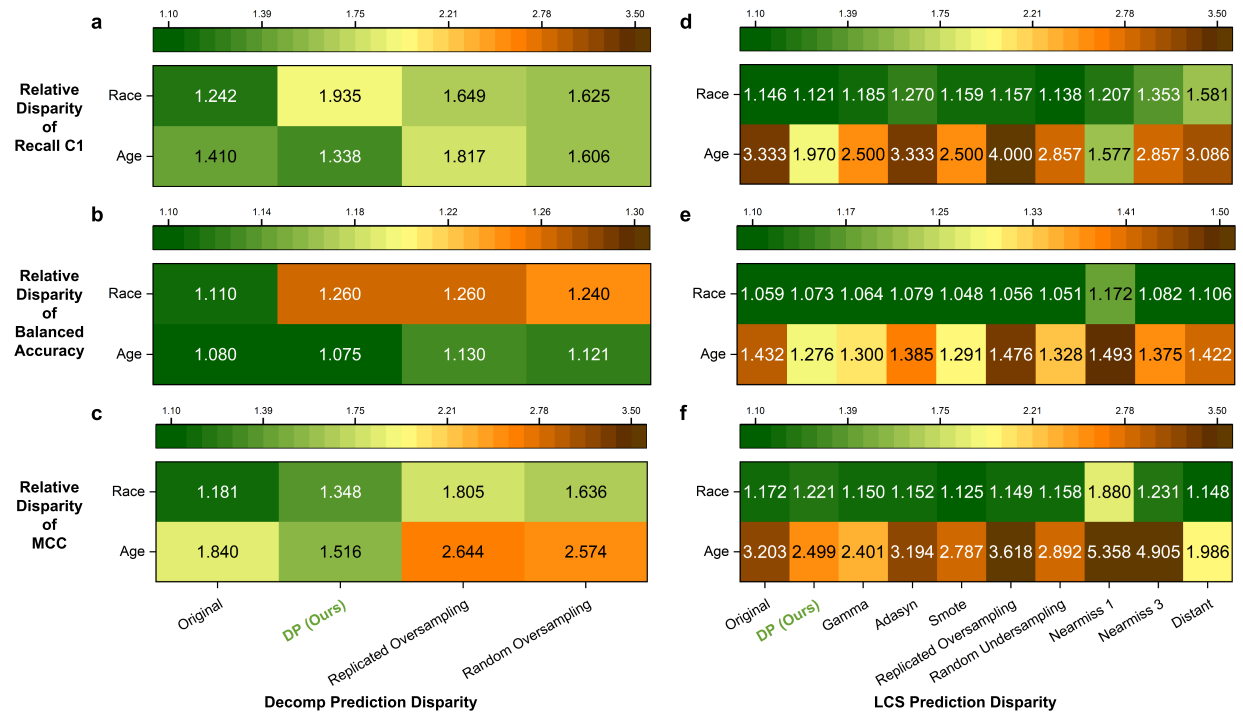 a
1.10 1.39 1.75 2.21 2.78 3.50
Relative
Disparity
of
Recall C1
Race 1.242 1.935 1.649 1.625
Age 1.410 1.338 1.817 1.606
b
1.10 1.14 1.18 1.22 1.26 1.30
Relative
Disparity
of
Balanced
Accuracy
Race 1.110 1.260 1.260 1.240
Age 1.080 1.075 1.130 1.121
c
1.10 1.39 1.75 2.21 2.78 3.50
Relative
Disparity
of
MCC
Race 1.181 1.348 1.805 1.636
Age 1.840 1.516 2.644 2.574
Original
DP (Ours)
Replicated Oversampling
Random Oversampling
Decomp Prediction Disparity
d
1.10 1.39 1.75 2.21 2.78 3.50
Race 1.146 1.121 1.185 1.270 1.159 1.157 1.138 1.207 1.353 1.581
Age 3.333 1.970 2.500 3.333 2.500 4.000 2.857 1.577 2.857 3.086
e
1.10 1.17 1.25 1.33 1.41 1.50
Race 1.059 1.073 1.064 1.079 1.048 1.056 1.051 1.172 1.082 1.106
Age 1.432 1.276 1.300 1.385 1.291 1.476 1.328 1.493 1.375 1.422
f
1.10 1.39 1.75 2.21 2.78 3.50
Race 1.172 1.221 1.150 1.152 1.125 1.149 1.158 1.880 1.231 1.148
Age 3.203 2.499 2.401 3.194 2.787 3.618 2.892 5.358 4.905 1.986
Original
DP (Ours)
Gamma
Adasyn
Smote
Replicated Oversampling
Random Undersampling
Nearmiss 1
Nearmiss 3
Distant
LCS Prediction Disparity